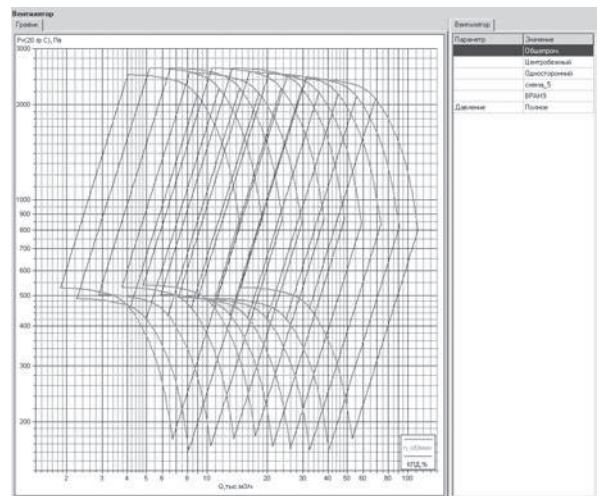 Вентилятор
График
Pv(20 to C), Па
3000
2000
1000
900
800
700
600
500
400
300
200
2 3 4 5 6 8 10 20 30 40 50 60 80 100
Q,тыс м3/ч
КПД,%
Вентилятор
Параметр Значение
Общепром.
Центробежный
Односторонний
схема_5
ВРАН9
Давление Полное